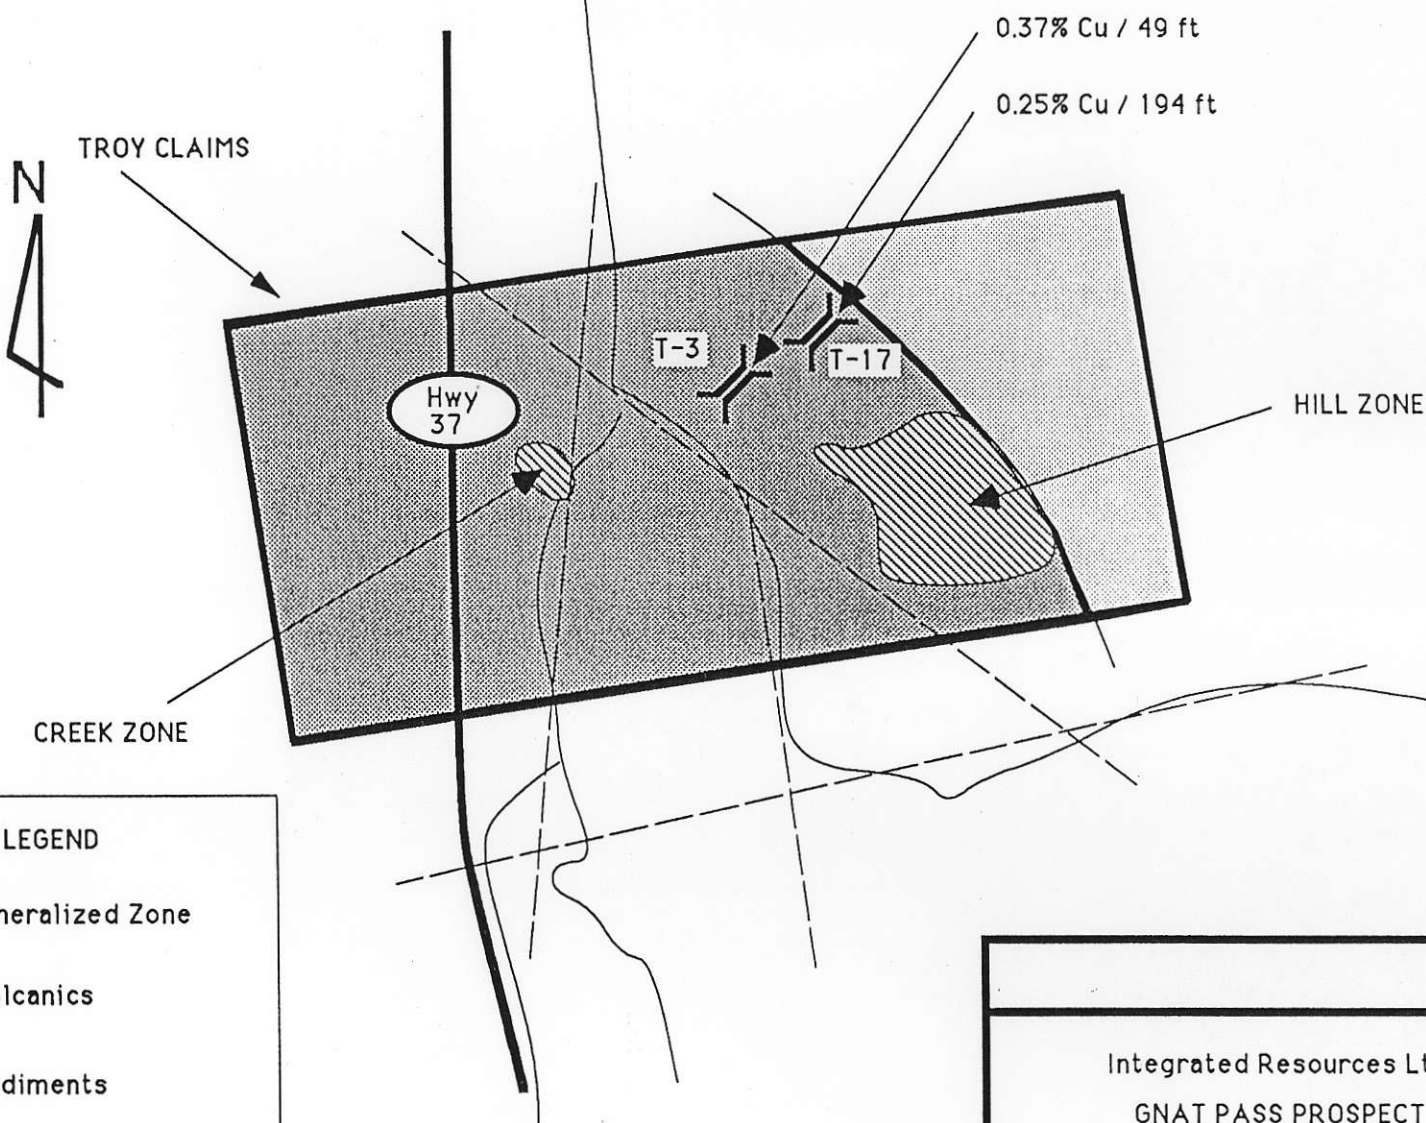 0.37% Cu / 49 ft
0.25% Cu / 194 ft
TROY CLAIMS
N
T-3
T-17
Hwy
37
HILL ZONE
CREEK ZONE
LEGEND
neralized Zone
lcanics
diments
Integrated Resources Lt
GNAT PASS PROSPECT